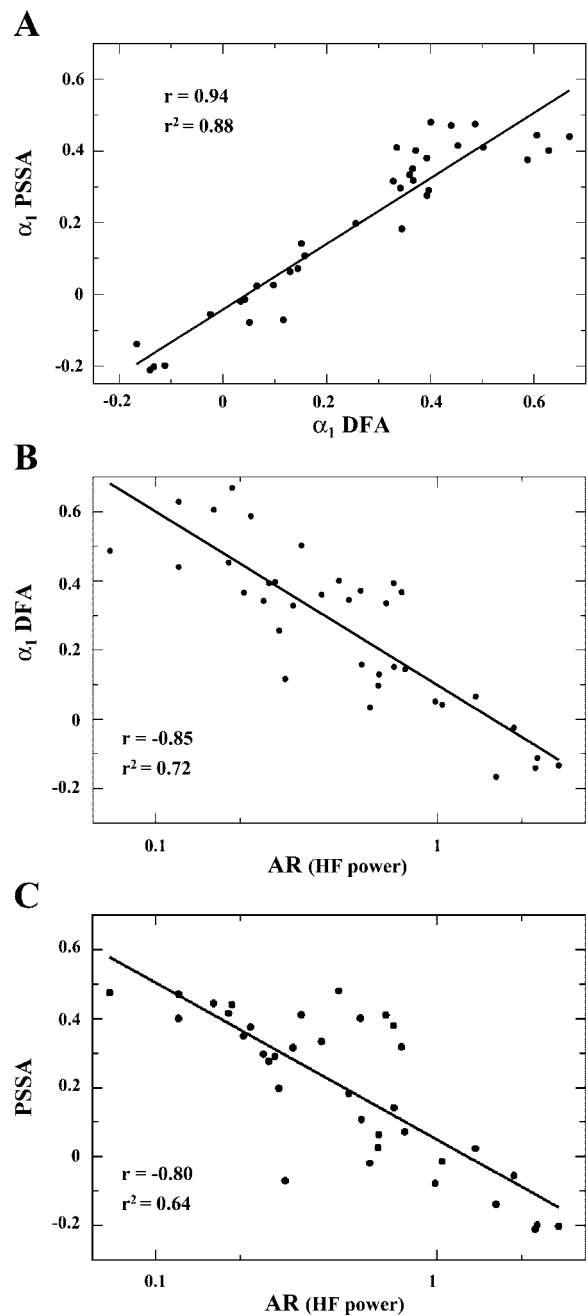 A
0.6
0.4
0.2
0
-0.2
r = 0.94
r² = 0.88
α₁ PSSA
-0.2 0 0.2 0.4 0.6
α₁ DFA
B
0.6
0.4
0.2
0
-0.2
α₁ DFA
r = -0.85
r² = 0.72
0.1 1
AR (HF power)
C
0.6
0.4
0.2
0
-0.2
PSSA
r = -0.80
r² = 0.64
0.1 1
AR (HF power)